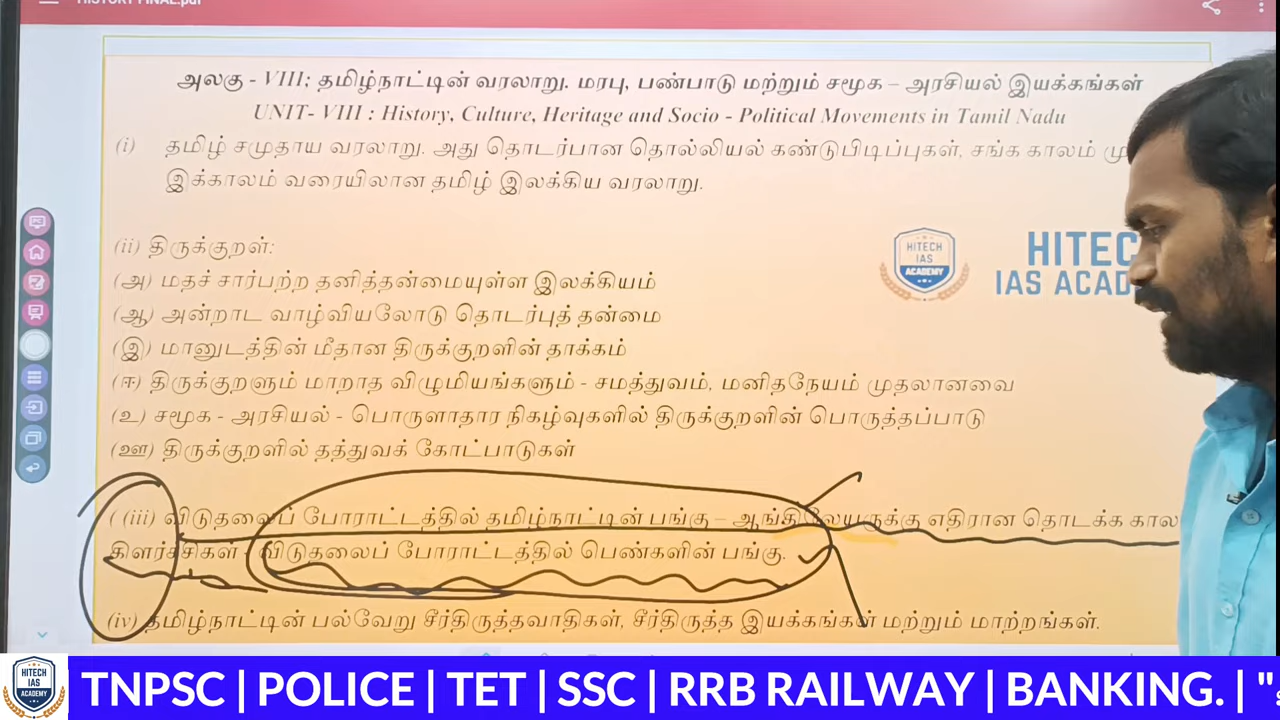 HISTORY FINAL.pdf
அலகு - VIII; தமிழ்நாட்டின் வரலாறு. மரபு, பண்பாடு மற்றும் சமூக – அரசியல் இயக்கங்கள்
UNIT- VIII : History, Culture, Heritage and Socio - Political Movements in Tamil Nadu
(i) தமிழ் சமுதாய வரலாறு. அது தொடர்பான தொல்லியல் கண்டுபிடிப்புகள், சங்க காலம் மு
இக்காலம் வரையிலான தமிழ் இலக்கிய வரலாறு.
(ii) திருக்குறள்:
(அ) மதச் சார்பற்ற தனித்தன்மையுள்ள இலக்கியம்
(ஆ) அன்றாட வாழ்வியலோடு தொடர்புத் தன்மை
(இ) மானுடத்தின் மீதான திருக்குறளின் தாக்கம்
(ஈ) திருக்குறளும் மாறாத விழுமியங்களும் - சமத்துவம், மனிதநேயம் முதலானவை
(உ) சமூக - அரசியல் - பொருளாதார நிகழ்வுகளில் திருக்குறளின் பொருத்தப்பாடு
(ஊ) திருக்குறளில் தத்துவக் கோட்பாடுகள்
HITECH IAS ACADEMY
HITEC
IAS ACAD
( (iii) விடுதலைப் போராட்டத்தில் தமிழ்நாட்டின் பங்கு – ஆங்கிலேயருக்கு எதிரான தொடக்க கால
கிளர்ச்சிகள் - விடுதலைப் போராட்டத்தில் பெண்களின் பங்கு.
(iv) தமிழ்நாட்டின் பல்வேறு சீர்திருத்தவாதிகள், சீர்திருத்த இயக்கங்கள் மற்றும் மாற்றங்கள்.
HITECH IAS ACADEMY
TNPSC | POLICE | TET | SSC | RRB RAILWAY | BANKING. | "